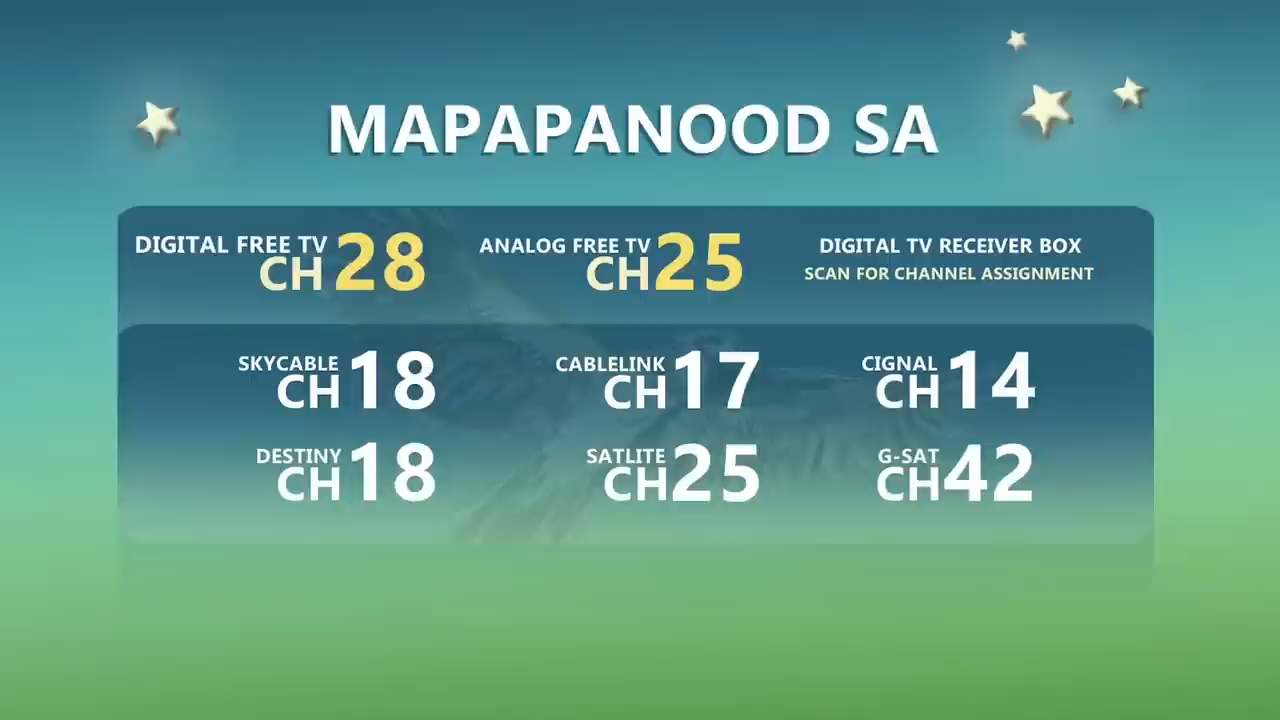 MAPAPANOOD SA
DIGITAL FREE TV CH 28
ANALOG FREE TV CH 25
DIGITAL TV RECEIVER BOX
SCAN FOR CHANNEL ASSIGNMENT
SKYCABLE CH 18
CABLELINK CH 17
CIGNAL CH 14
DESTINY CH 18
SATLITE CH 25
G-SAT CH 42